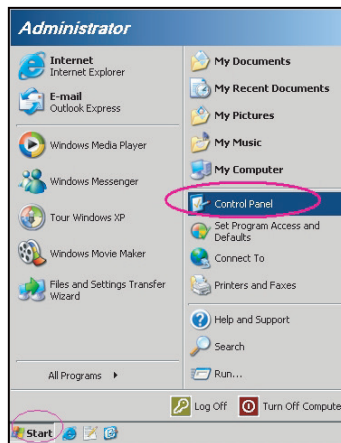 Administrator
Internet
Internet Explorer
E-mail
Outlook Express
Windows Media Player
Windows Messenger
Tour Windows XP
Windows Movie Maker
Files and Settings Transfer
Wizard
All Programs
My Documents
My Recent Documents
My Pictures
My Music
My Computer
Control Panel
Set Program Access and
Defaults
Connect To
Printers and Faxes
Help and Support
Search
Run...
Log Off
Turn Off Compute
Start